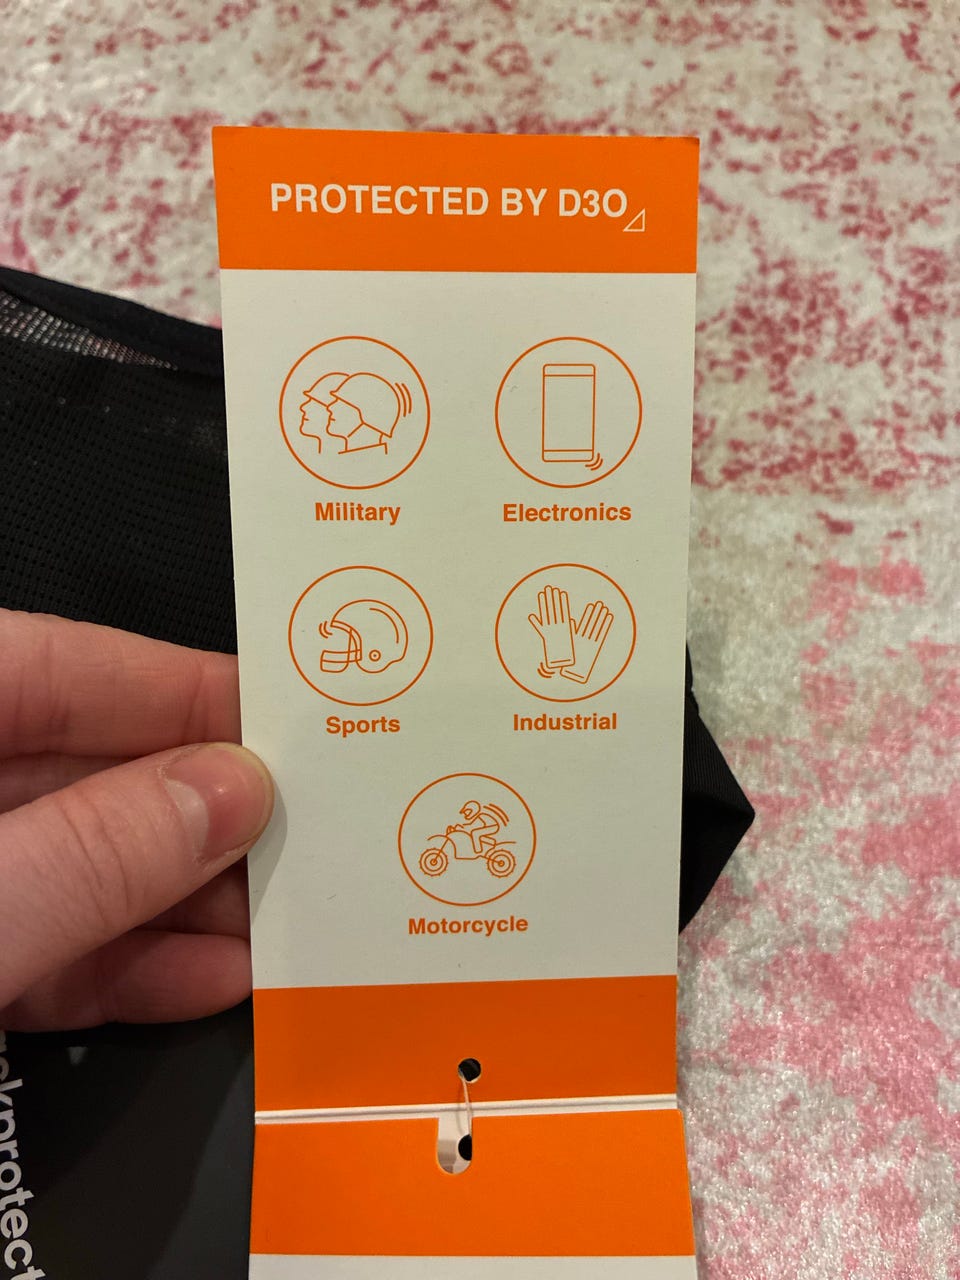 PROTECTED BY D3O
Military
Electronics
Sports
Industrial
Motorcycle